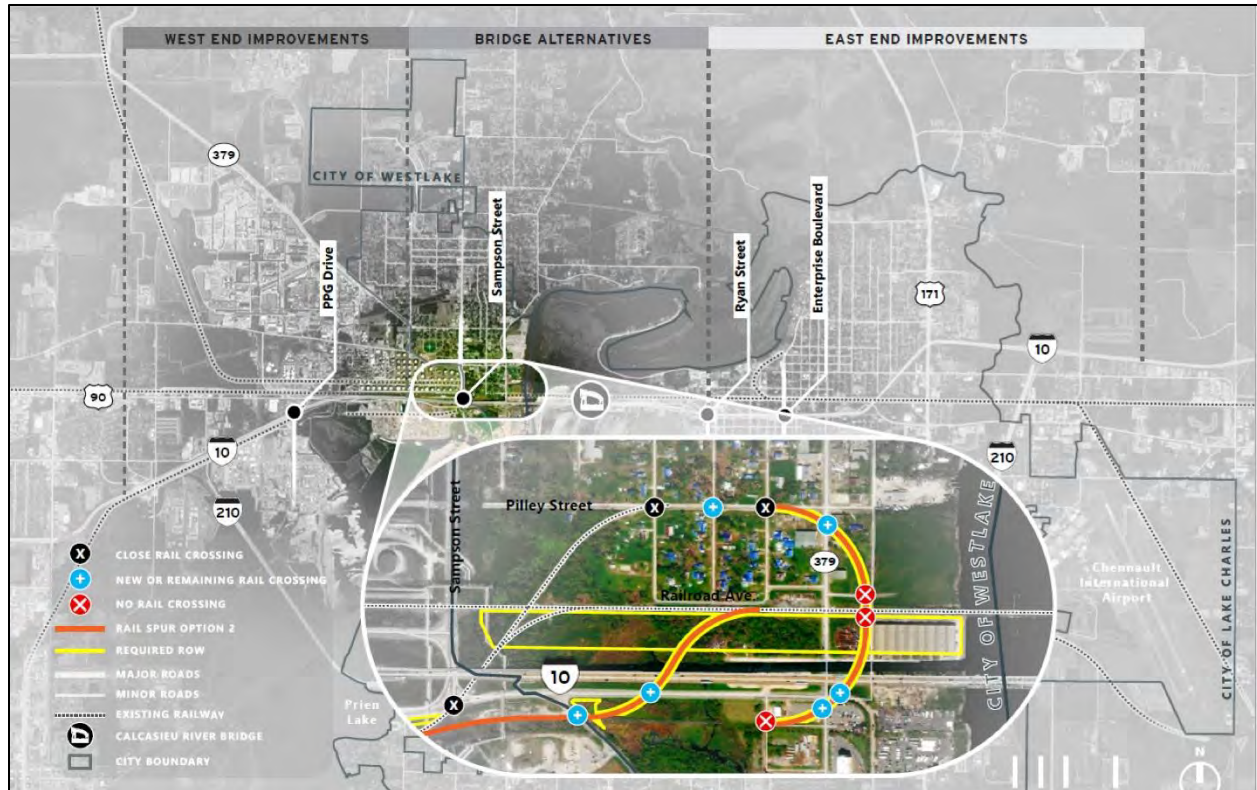 WEST END IMPROVEMENTS
BRIDGE ALTERNATIVES
EAST END IMPROVEMENTS
379
CITY OF WESTLAKE
Sampson Street
PPG Drive
Ryan Street
Enterprise Boulevard
171
10
90
10
210
210
Pilley Street
379
Sampson Street
Railroad Ave.
10
CITY OF WESTLAKE
Chennault
International
Airport
CITY OF LAKE CHARLES
Prien
Lake
X CLOSE RAIL CROSSING
+ NEW OR REMAINING RAIL CROSSING
X NO RAIL CROSSING
RAIL SPUR OPTION 2
REQUIRED ROW
MAJOR ROADS
MINOR ROADS
EXISTING RAILWAY
CALCASIEU RIVER BRIDGE
CITY BOUNDARY
N